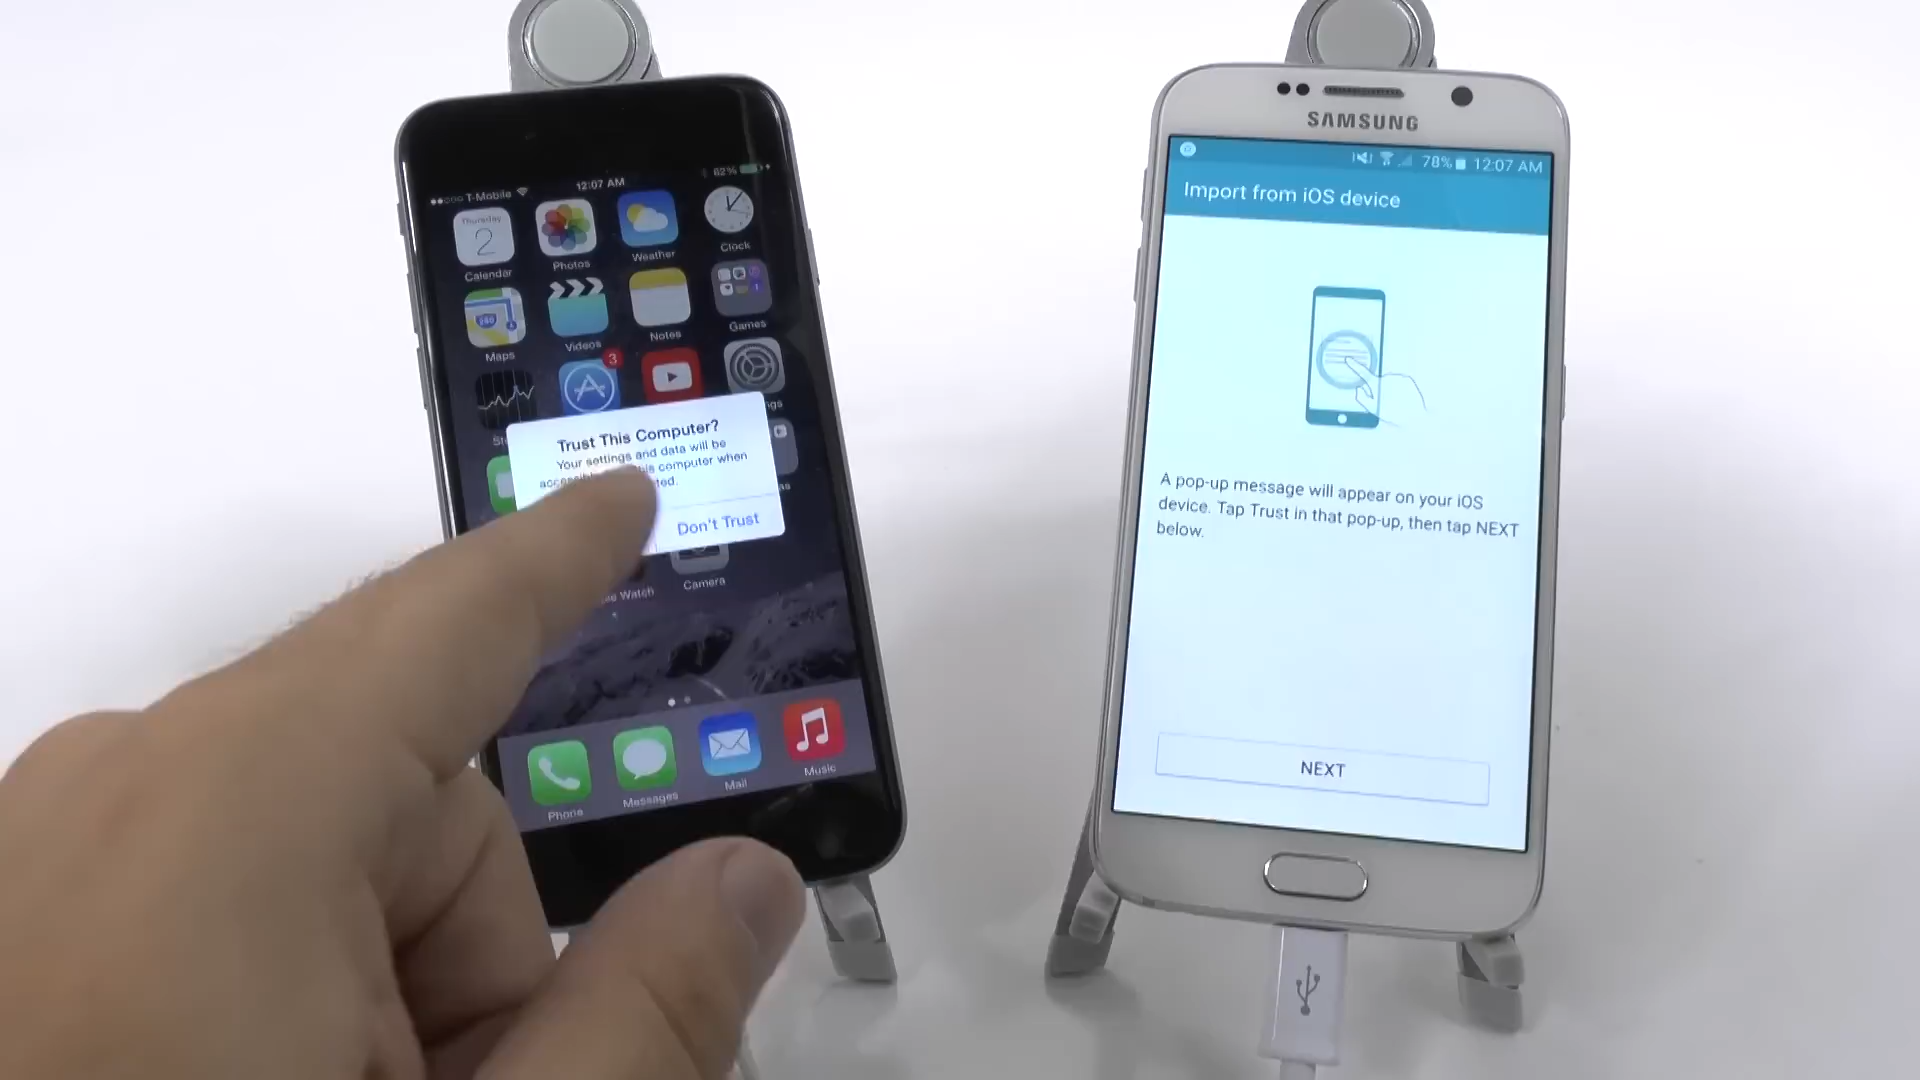 T-Mobile 12:07 AM 62%
Thursday
2
Calendar Photos Weather Clock
Maps Videos Notes Games
3
Trust This Computer?
Your settings and data will be
computer when
Don't Trust
Watch Camera
Phone Messages Mail Music
SAMSUNG
78% 12:07 AM
Import from iOS device
A pop-up message will appear on your iOS
device. Tap Trust in that pop-up, then tap NEXT
below.
NEXT